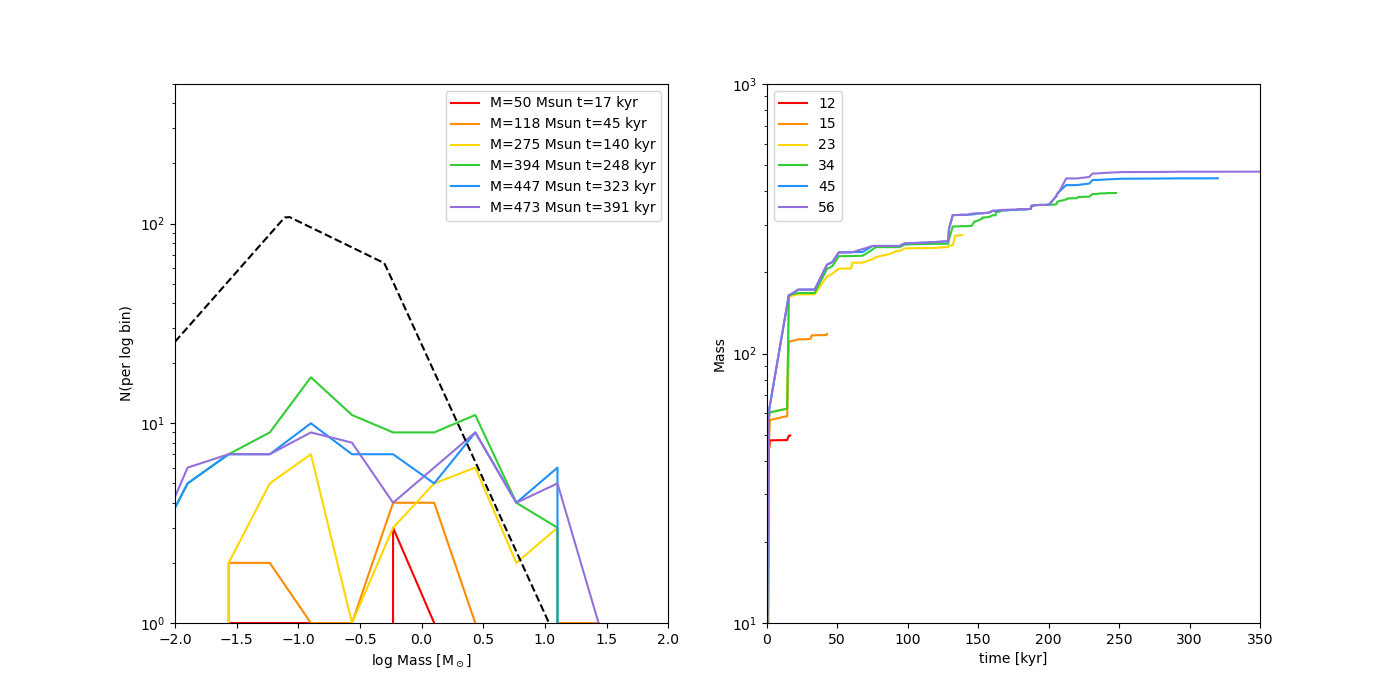 M=50 Msun t=17 kyr
M=118 Msun t=45 kyr
M=275 Msun t=140 kyr
M=394 Msun t=248 kyr
M=447 Msun t=323 kyr
M=473 Msun t=391 kyr
N(per log bin)
10²
10¹
10⁰
−2.0 −1.5 −1.0 −0.5 0.0 0.5 1.0 1.5 2.0
log Mass [M⊙]
12
15
23
34
45
56
Mass
10³
10²
10¹
0 50 100 150 200 250 300 350
time [kyr]